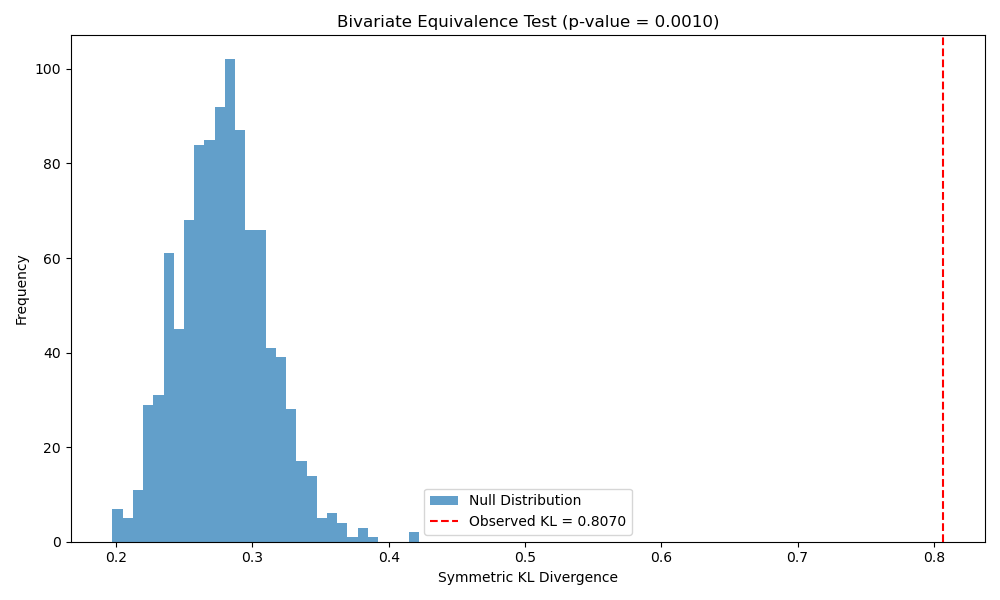 Bivariate Equivalence Test (p-value = 0.0010)
Frequency
100
80
60
40
20
0
Null Distribution
Observed KL = 0.8070
0.2 0.3 0.4 0.5 0.6 0.7 0.8
Symmetric KL Divergence